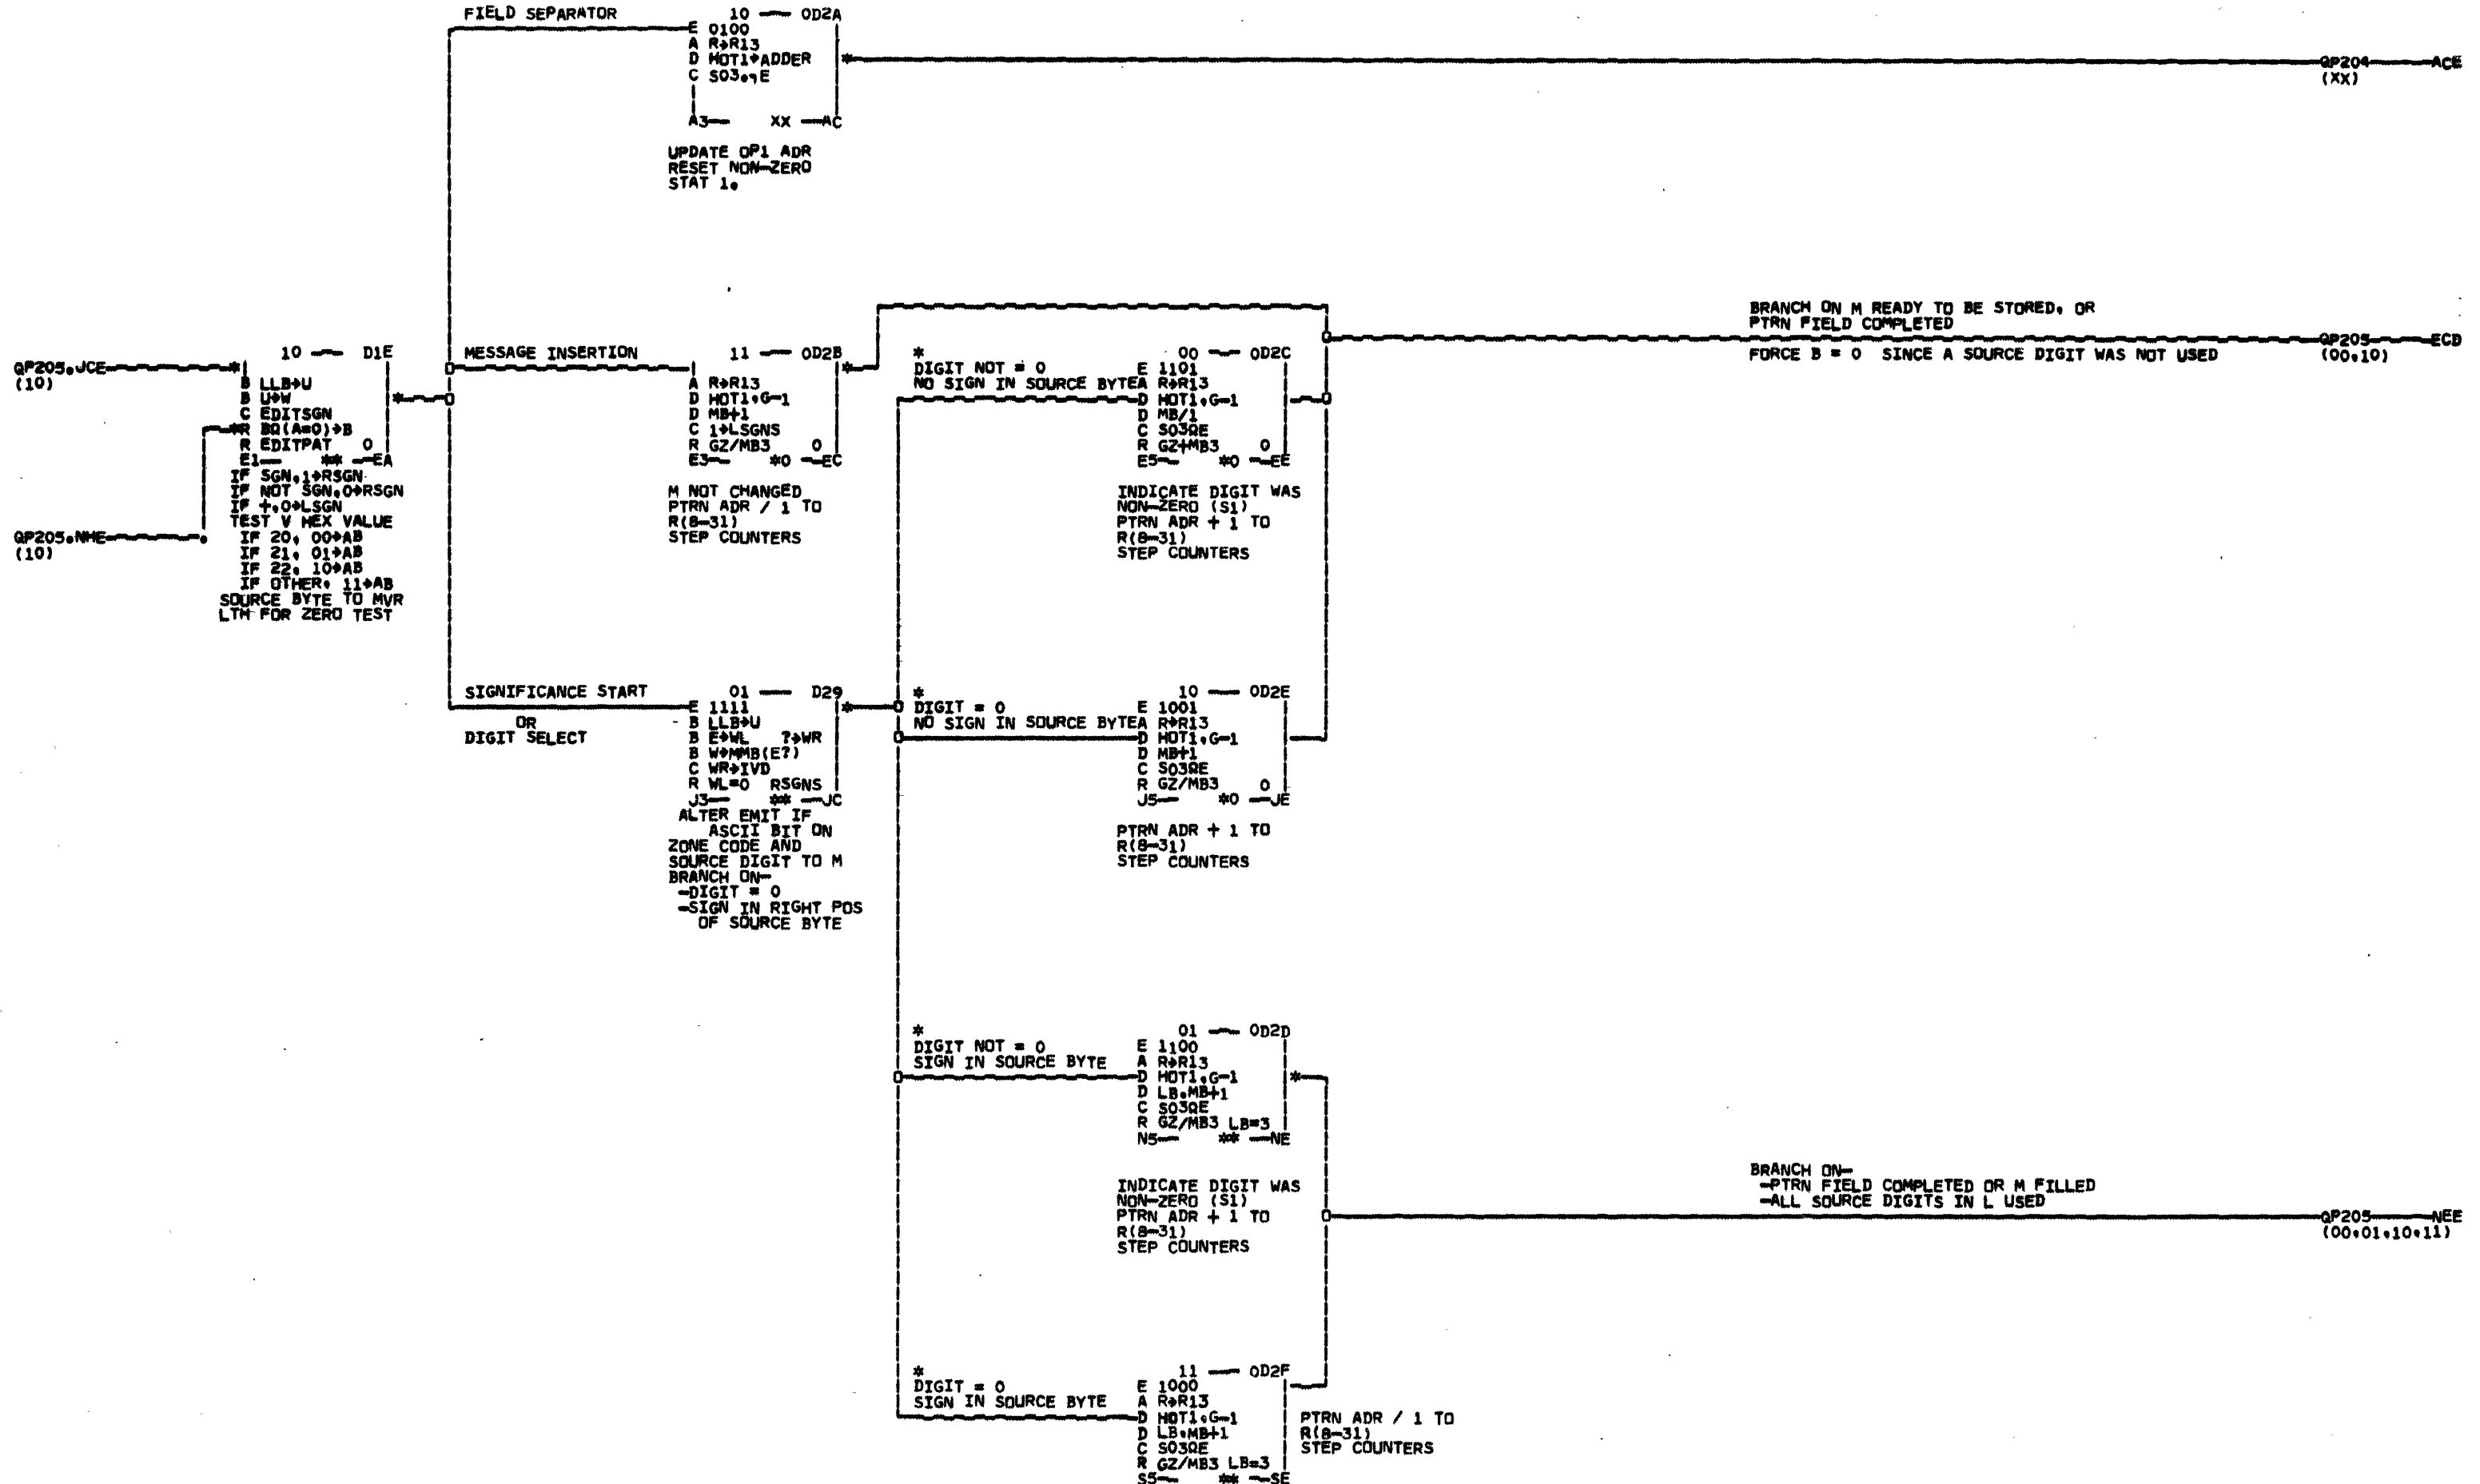 FIELD SEPARATOR
10 — 0D2A
E 0100
A R→R13
D HOT1→ADDER
C S03.¬E
A3— XX —AC
UPDATE OP1 ADR
RESET NON-ZERO
STAT 1.
QP204—ACE
(XX)
QP205.JCE
(10)
QP205.NHE
(10)
10 — D1E
B LLB→U
B U→W
C EDITSGN
R BQ(A=0)→B
R EDITPAT 0
E1— ** —EA
IF SGN,1→RSGN
IF NOT SGN,0→RSGN
IF +,0→LSGN
TEST V HEX VALUE
IF 20, 00→AB
IF 21, 01→AB
IF 22, 10→AB
IF OTHER, 11→AB
SOURCE BYTE TO MVR
LTH FOR ZERO TEST
MESSAGE INSERTION
11 — 0D2B
A R→R13
D HOT1,G-1
D MB+1
C 1→LSGNS
R GZ/MB3 0
E3— *0 —EC
M NOT CHANGED
PTRN ADR / 1 TO
R(8-31)
STEP COUNTERS
*
DIGIT NOT = 0
NO SIGN IN SOURCE BYTE
00 — 0D2C
E 1101
A R→R13
D HOT1,G-1
D MB/1
C S03ΩE
R GZ+MB3 0
E5— *0 —EE
INDICATE DIGIT WAS
NON-ZERO (S1)
PTRN ADR + 1 TO
R(8-31)
STEP COUNTERS
BRANCH ON M READY TO BE STORED, OR
PTRN FIELD COMPLETED
FORCE B = 0 SINCE A SOURCE DIGIT WAS NOT USED
QP205—ECD
(00,10)
SIGNIFICANCE START
OR
DIGIT SELECT
01 — D29
E 1111
B LLB→U
B E→WL ?→WR
B W→MMB(E?)
C WR→IVD
R WL=0 RSGNS
J3— ** —JC
ALTER EMIT IF
ASCII BIT ON
ZONE CODE AND
SOURCE DIGIT TO M
BRANCH ON-
-DIGIT = 0
-SIGN IN RIGHT POS
OF SOURCE BYTE
*
DIGIT = 0
NO SIGN IN SOURCE BYTE
10 — 0D2E
E 1001
A R→R13
D HOT1,G-1
D MB+1
C S03ΩE
R GZ/MB3 0
J5— *0 —JE
PTRN ADR + 1 TO
R(8-31)
STEP COUNTERS
*
DIGIT NOT = 0
SIGN IN SOURCE BYTE
01 — 0D2D
E 1100
A R→R13
D HOT1,G-1
D LB,MB+1
C S03ΩE
R GZ/MB3 LB=3
N5— ** —NE
INDICATE DIGIT WAS
NON-ZERO (S1)
PTRN ADR + 1 TO
R(8-31)
STEP COUNTERS
BRANCH ON-
-PTRN FIELD COMPLETED OR M FILLED
-ALL SOURCE DIGITS IN L USED
QP205—NEE
(00,01,10,11)
*
DIGIT = 0
SIGN IN SOURCE BYTE
11 — 0D2F
E 1000
A R→R13
D HOT1,G-1
D LB,MB+1
C S03ΩE
R GZ/MB3 LB=3
S5— ** —SE
PTRN ADR / 1 TO
R(8-31)
STEP COUNTERS